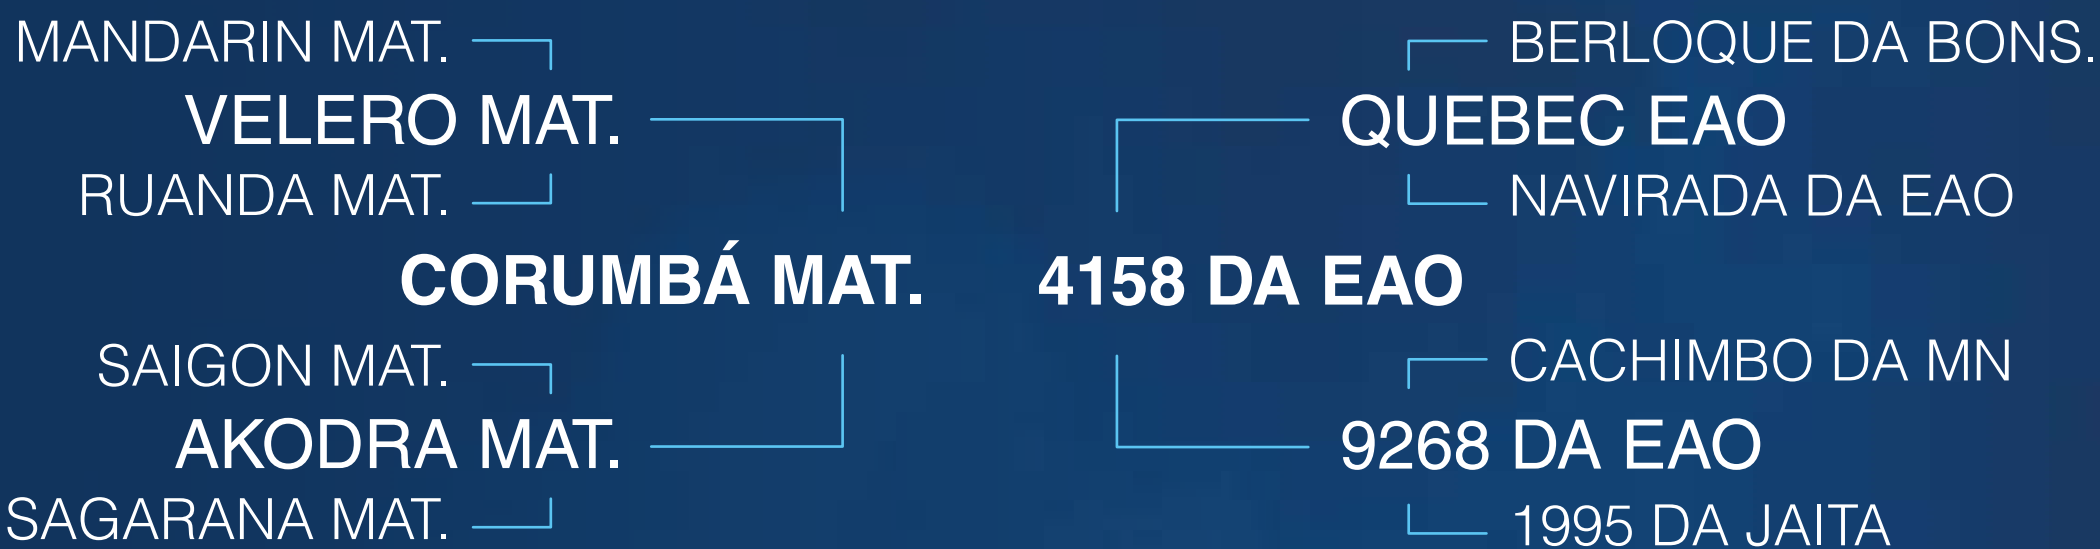 MANDARIN MAT.
BERLOQUE DA BONS.
VELERO MAT.
QUEBEC EAO
RUANDA MAT.
NAVIRADA DA EAO
CORUMBÁ MAT.
4158 DA EAO
SAIGON MAT.
CACHIMBO DA MN
AKODRA MAT.
9268 DA EAO
SAGARANA MAT.
1995 DA JAITA